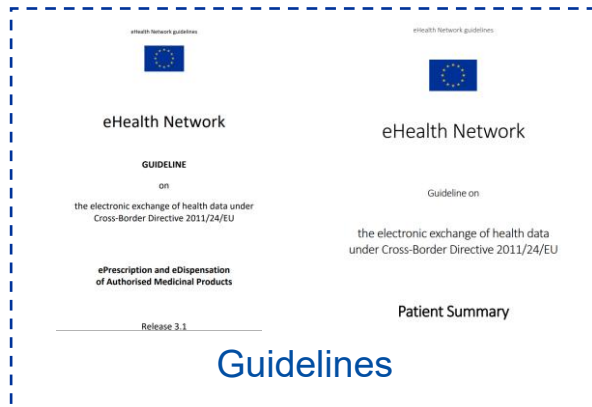 eHealth Network guidelines
eHealth Network
GUIDELINE
on
the electronic exchange of health data under
Cross-Border Directive 2011/24/EU
ePrescription and eDispensation
of Authorised Medicinal Products
Release 3.1
eHealth Network guidelines
eHealth Network
Guideline on
the electronic exchange of health data
under Cross-Border Directive 2011/24/EU
Patient Summary
Guidelines